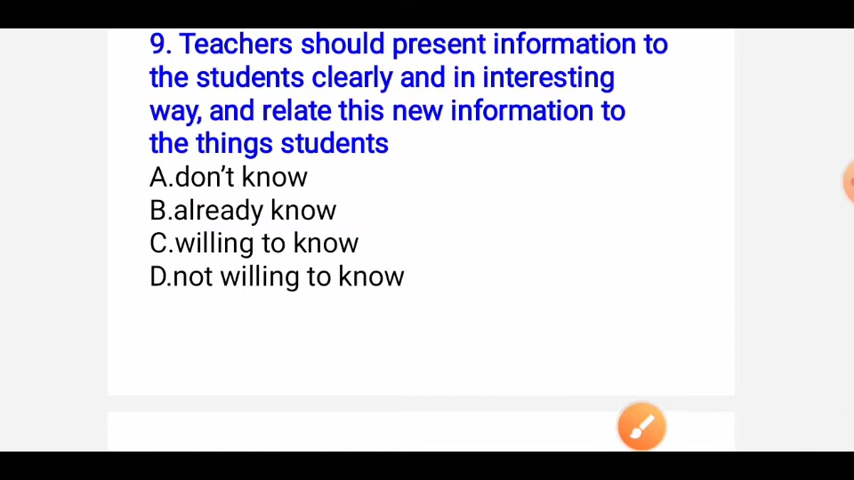 9. Teachers should present information to
the students clearly and in interesting
way, and relate this new information to
the things students
A.don't know
B.already know
C.willing to know
D.not willing to know